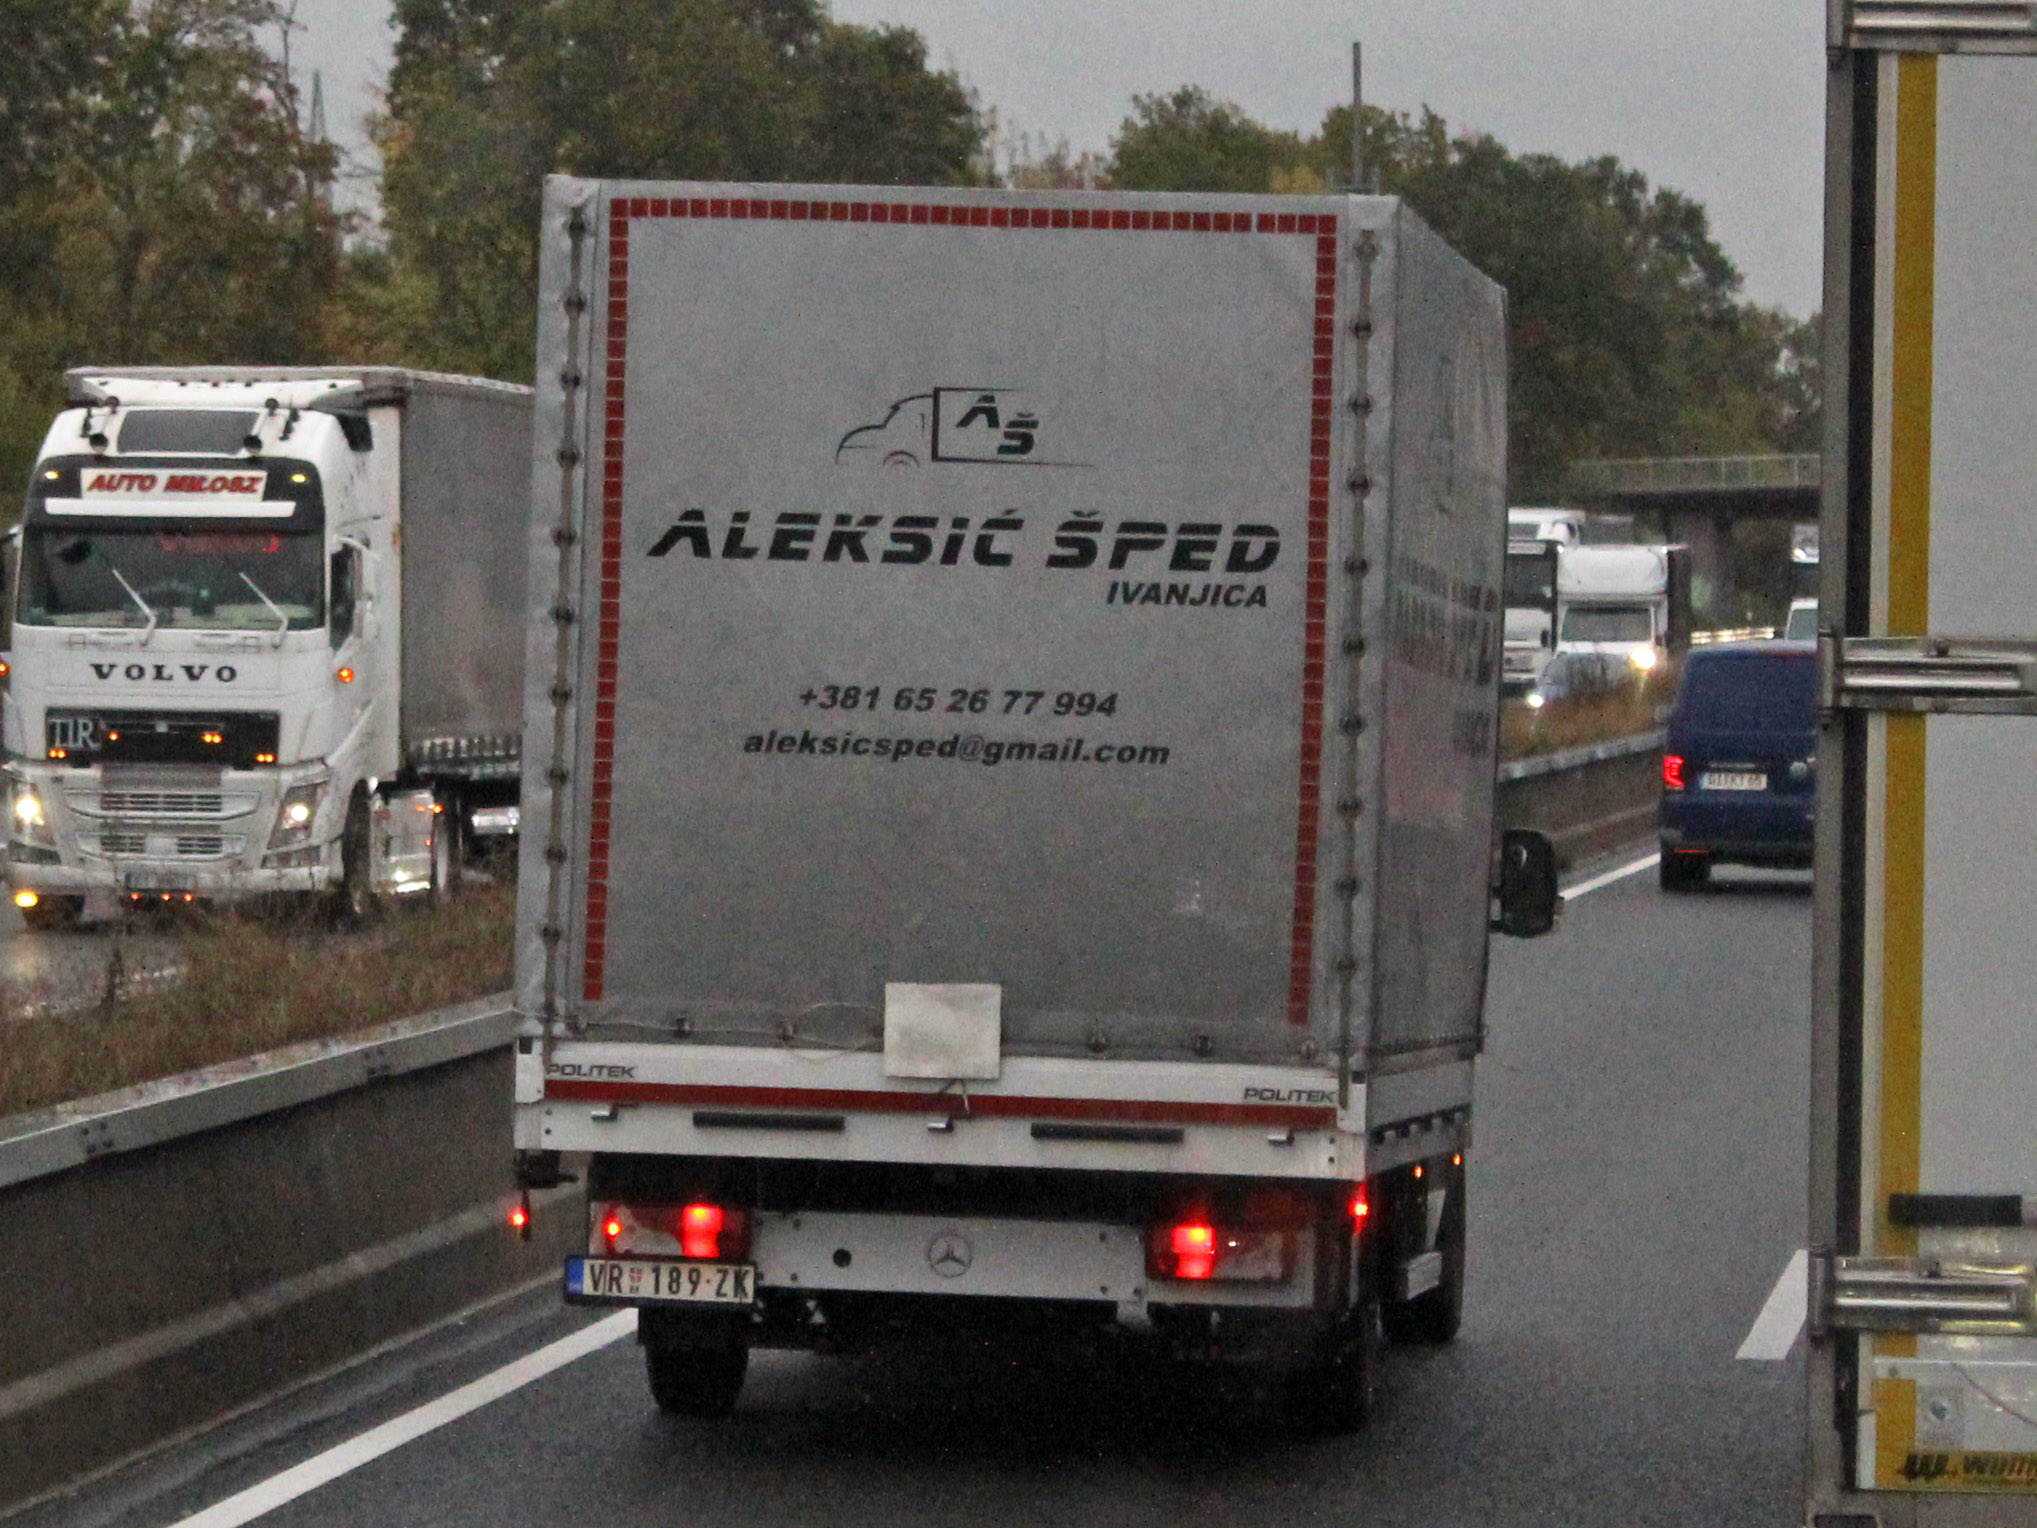 AŠ
ALEKSIĆ ŠPED
IVANJICA
+381 65 26 77 994
aleksicsped@gmail.com
POLITEK
POLITEK
VR 189-ZK
AUTO MIŁOSZ
VOLVO
TIR